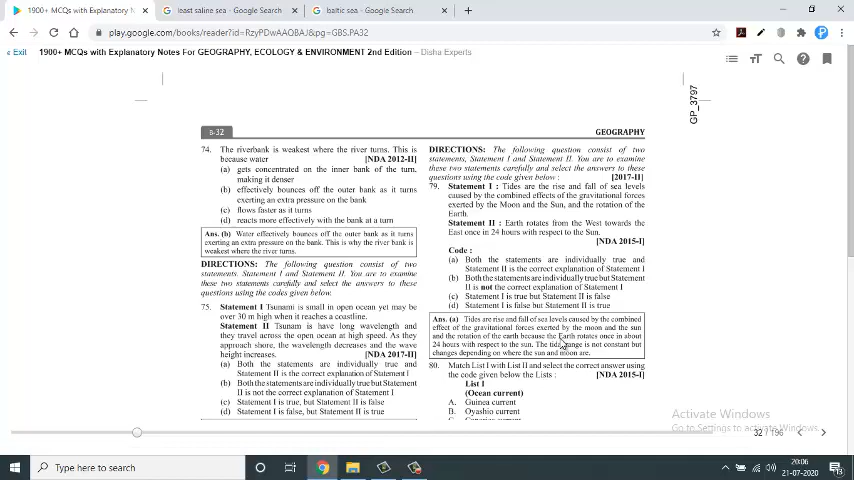 1900+ MCQs with Explanatory N
least saline sea - Google Search
baltic sea - Google Search
play.google.com/books/reader?id=RzyPDwAAQBAJ&pg=GBS.PA32
Exit
1900+ MCQs with Explanatory Notes For GEOGRAPHY, ECOLOGY & ENVIRONMENT 2nd Edition – Disha Experts
GP_3797
B-32
GEOGRAPHY
74. The riverbank is weakest where the river turns. This is
because water [NDA 2012-II]
(a) gets concentrated on the inner bank of the turn,
making it denser
(b) effectively bounces off the outer bank as it turns
exerting an extra pressure on the bank
(c) flows faster as it turns
(d) reacts more effectively with the bank at a turn
Ans. (b) Water effectively bounces off the outer bank as it turns
exerting an extra pressure on the bank. This is why the river bank is
weakest where the river turns.
DIRECTIONS: The following question consist of two
statements. Statement I and Statement II. You are to examine
these two statements carefully and select the answers to these
questions using the codes given below.
75. Statement I Tsunami is small in open ocean yet may be
over 30 m high when it reaches a coastline.
Statement II Tsunam is have long wavelength and
they travel across the open ocean at high speed. As they
approach shore, the wavelength decreases and the wave
height increases. [NDA 2017-II]
(a) Both the statements are individually true and
Statement II is the correct explanation of Statement I
(b) Both the statements are individually true but Statement
II is not the correct explanation of Statement I
(c) Statement I is true, but Statement II is false
(d) Statement I is false, but Statement II is true
DIRECTIONS: The following question consist of two
statements, Statement I and Statement II. You are to examine
these two statements carefully and select the answers to these
questions using the code given below : [2017-II]
79. Statement I : Tides are the rise and fall of sea levels
caused by the combined effects of the gravitational forces
exerted by the Moon and the Sun, and the rotation of the
Earth.
Statement II : Earth rotates from the West towards the
East once in 24 hours with respect to the Sun.
[NDA 2015-I]
Code :
(a) Both the statements are individually true and
Statement II is the correct explanation of Statement I
(b) Both the statements are individually true but Statement
II is not the correct explanation of Statement I
(c) Statement I is true but Statement II is false
(d) Statement I is false but Statement II is true
Ans. (a) Tides are rise and fall of sea levels caused by the combined
effect of the gravitational forces exerted by the moon and the sun
and the rotation of the earth because the Earth rotates once in about
24 hours with respect to the sun. The tidal range is not constant but
changes depending on where the sun and moon are.
80. Match List I with List II and select the correct answer using
the code given below the Lists : [NDA 2015-I]
List I
(Ocean current)
A. Guinea current
B. Oyashio current
Activate Windows
Go to Settings to activate Windows.
32 / 196
Type here to search
20:06
21-07-2020